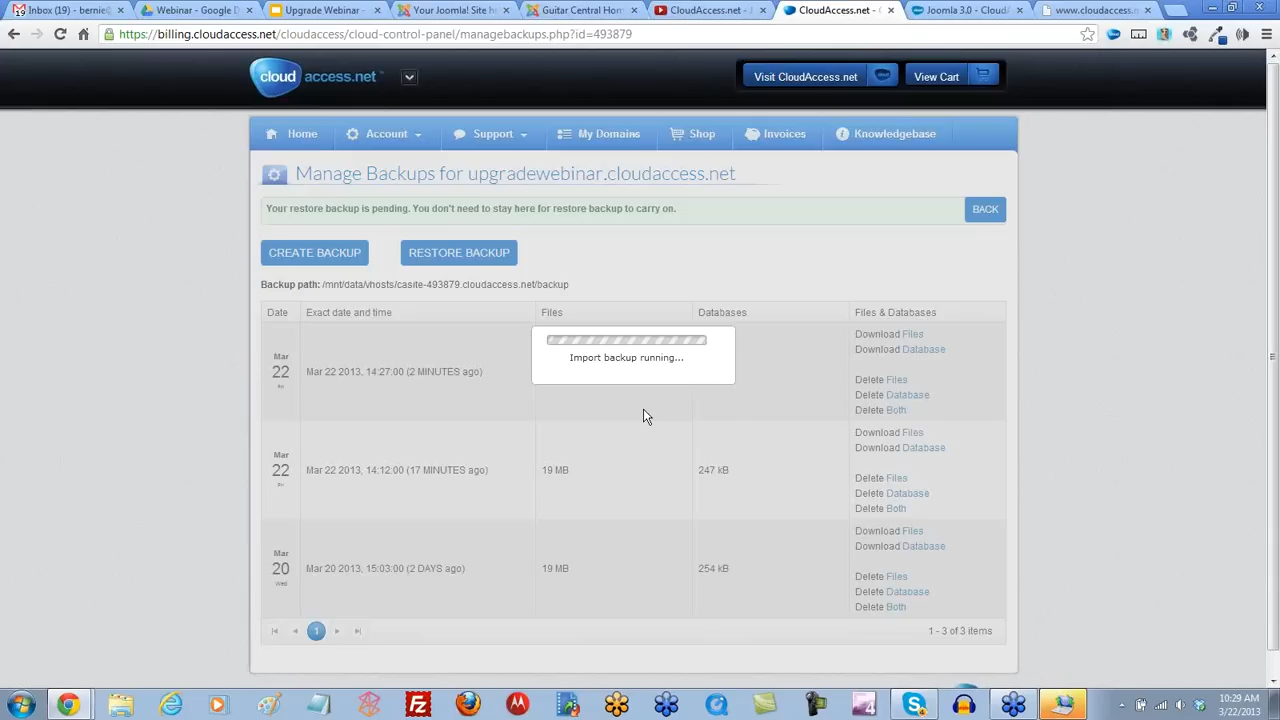 Inbox (19) - bernie@
Webinar - Google D
Upgrade Webinar -
Your Joomla! Site h
Guitar Central Hom
CloudAccess.net - J
CloudAccess.net - C
Joomla 3.0 - CloudA
www.cloudaccess.n
https://billing.cloudaccess.net/cloudaccess/cloud-control-panel/managebackups.php?id=493879
cloud access.net™
Visit CloudAccess.net
View Cart
Home
Account
Support
My Domains
Shop
Invoices
Knowledgebase
Manage Backups for upgradewebinar.cloudaccess.net
Your restore backup is pending. You don't need to stay here for restore backup to carry on.
BACK
CREATE BACKUP
RESTORE BACKUP
Backup path: /mnt/data/vhosts/casite-493879.cloudaccess.net/backup
Date
Exact date and time
Files
Databases
Files & Databases
Mar
22
Mar 22 2013, 14:27:00 (2 MINUTES ago)
Import backup running...
Download Files
Download Database
Delete Files
Delete Database
Delete Both
Mar
22
Mar 22 2013, 14:12:00 (17 MINUTES ago)
19 MB
247 kB
Download Files
Download Database
Delete Files
Delete Database
Delete Both
Mar
20
Wed
Mar 20 2013, 15:03:00 (2 DAYS ago)
19 MB
254 kB
Download Files
Download Database
Delete Files
Delete Database
Delete Both
1
1 - 3 of 3 items
10:29 AM
3/22/2013